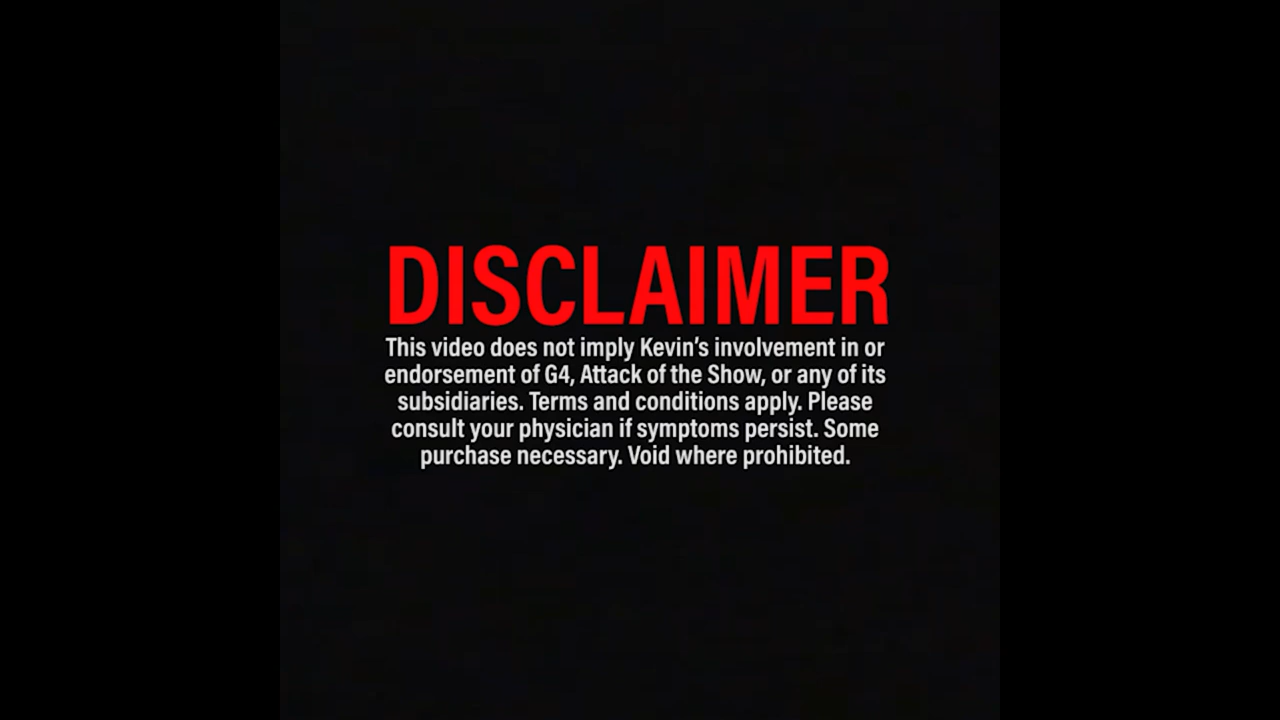 DISCLAIMER
This video does not imply Kevin's involvement in or
endorsement of G4, Attack of the Show, or any of its
subsidiaries. Terms and conditions apply. Please
consult your physician if symptoms persist. Some
purchase necessary. Void where prohibited.